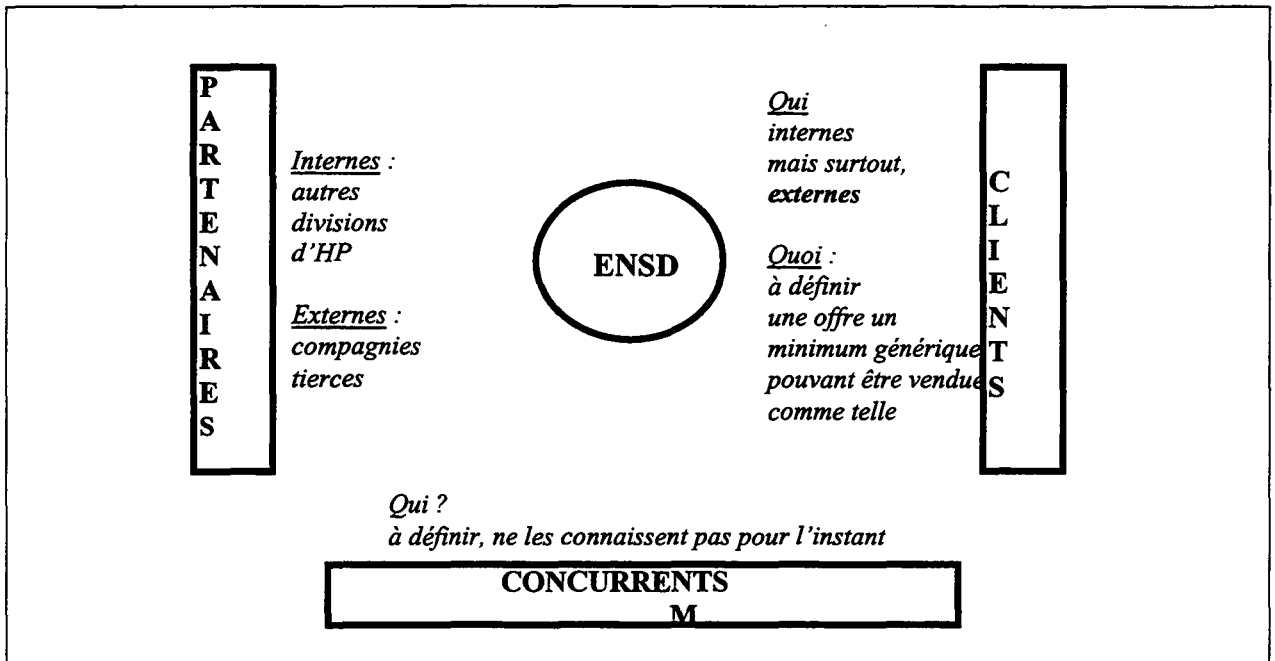 PARTENAIRES
Internes :
autres
divisions
d'HP
Externes :
compagnies
tierces
ENSD
Qui
internes
mais surtout,
externes
Quoi :
à définir
une offre un
minimum générique
pouvant être vendue
comme telle
CLIENTS
Qui ?
à définir, ne les connaissent pas pour l'instant
CONCURRENTS
M